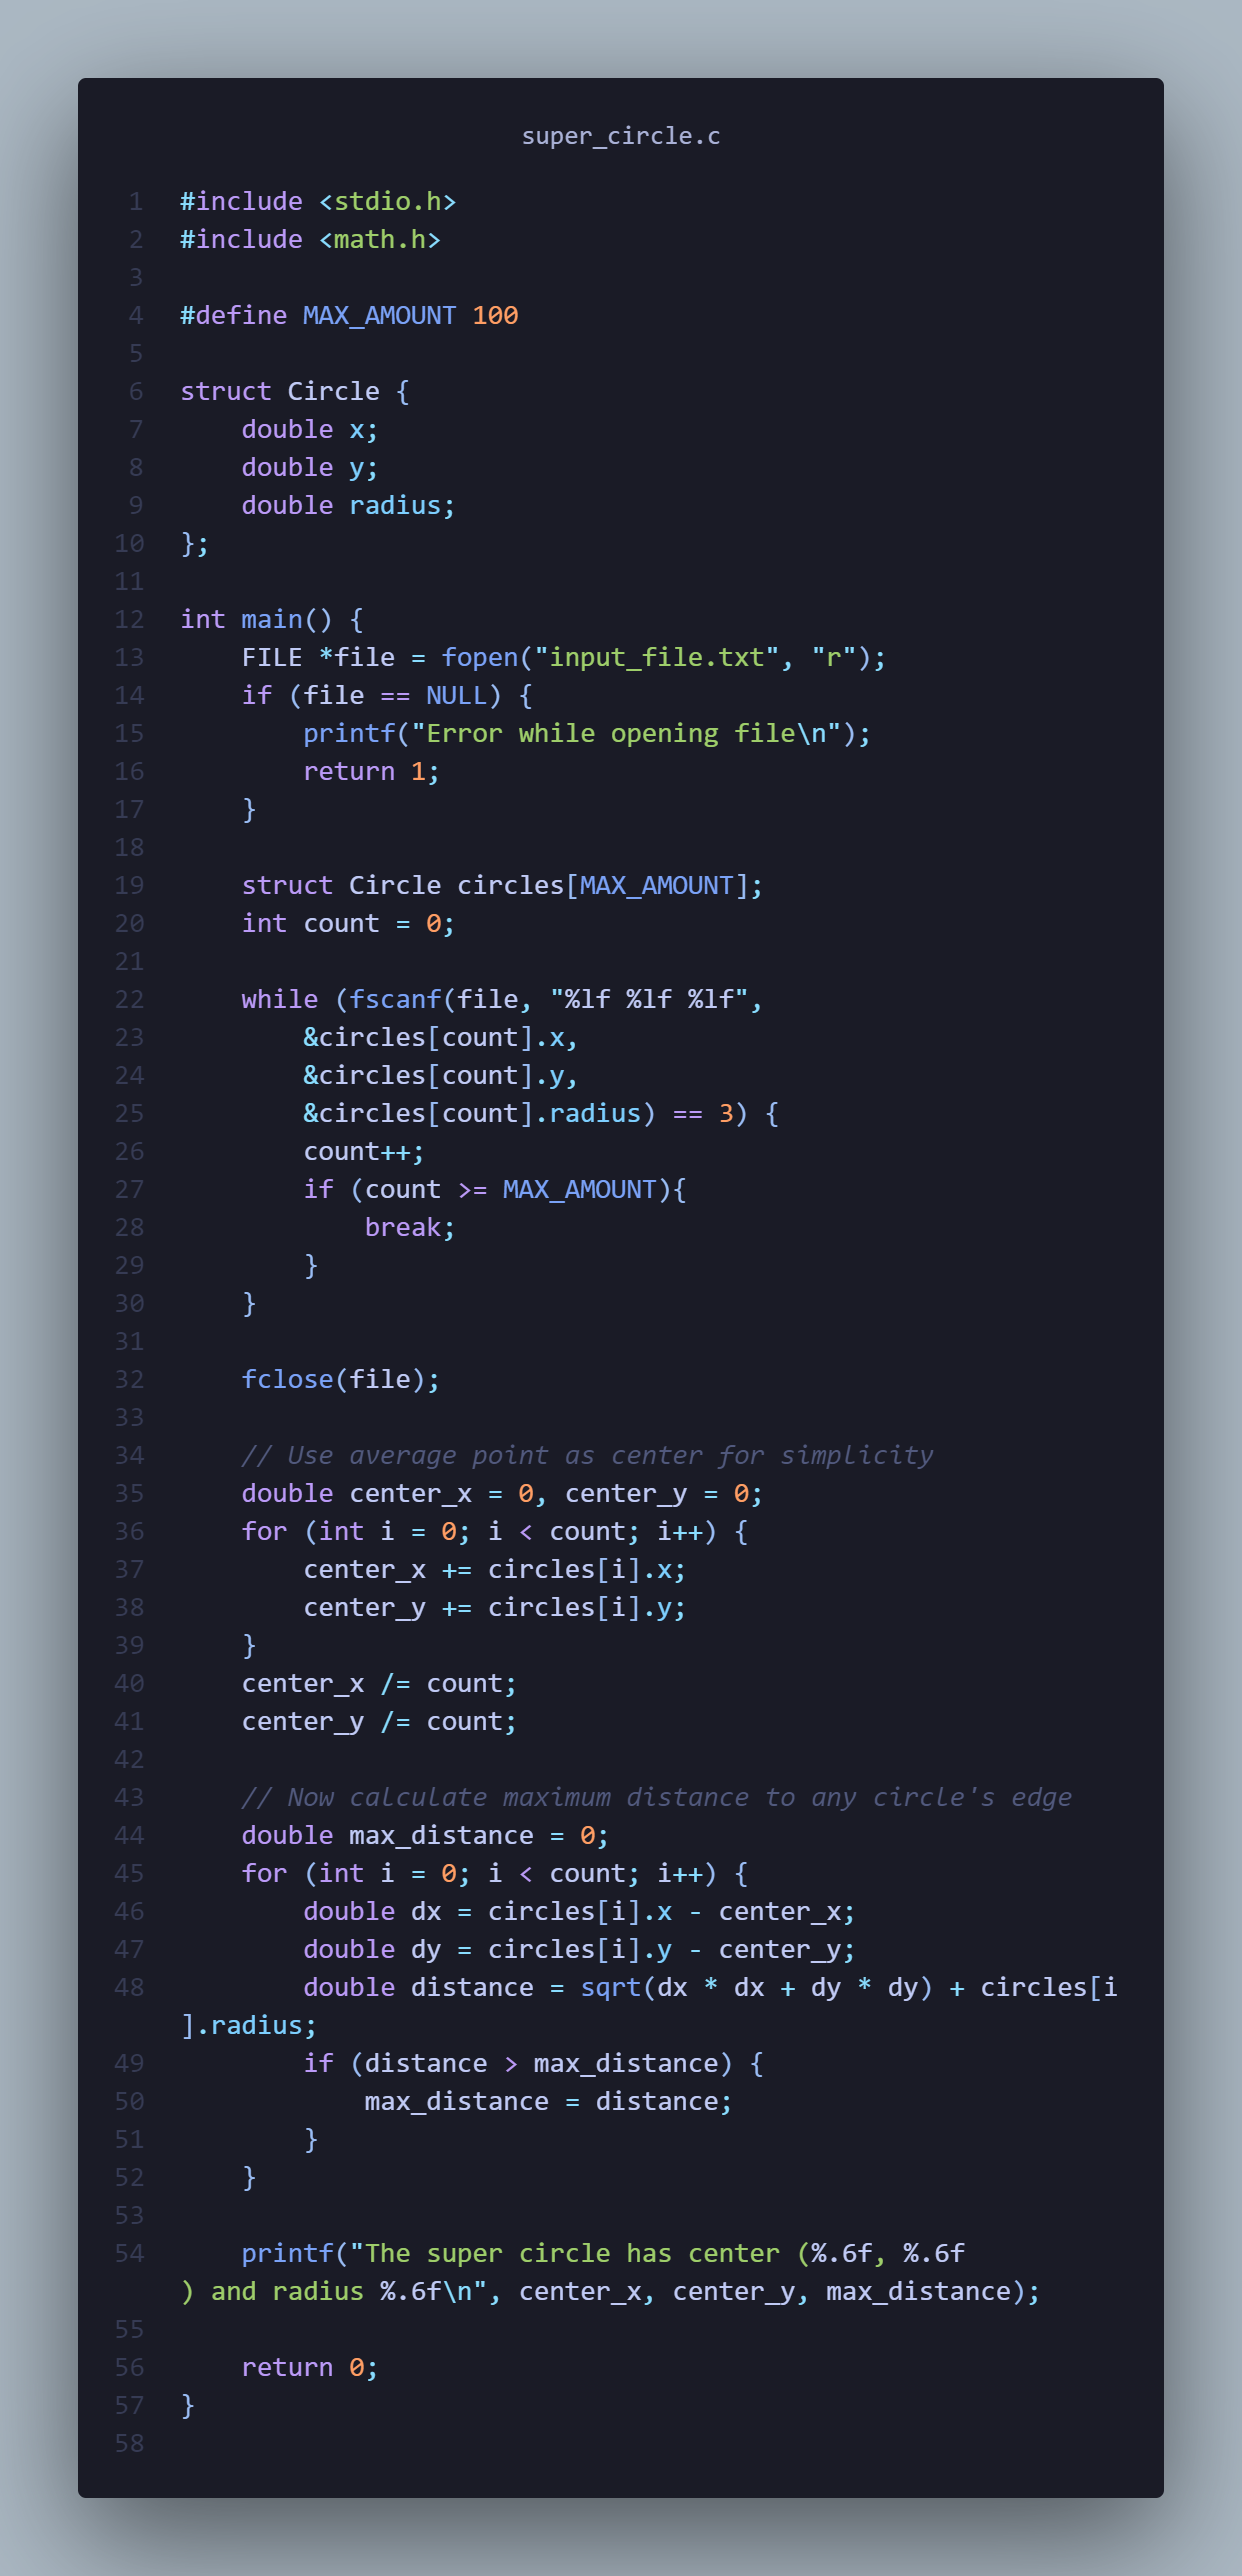 super_circle.c
1 #include <stdio.h>
2 #include <math.h>
3
4 #define MAX_AMOUNT 100
5
6 struct Circle {
7     double x;
8     double y;
9     double radius;
10 };
11
12 int main() {
13     FILE *file = fopen("input_file.txt", "r");
14     if (file == NULL) {
15         printf("Error while opening file\n");
16         return 1;
17     }
18
19     struct Circle circles[MAX_AMOUNT];
20     int count = 0;
21
22     while (fscanf(file, "%lf %lf %lf",
23         &circles[count].x,
24         &circles[count].y,
25         &circles[count].radius) == 3) {
26         count++;
27         if (count >= MAX_AMOUNT){
28             break;
29         }
30     }
31
32     fclose(file);
33
34     // Use average point as center for simplicity
35     double center_x = 0, center_y = 0;
36     for (int i = 0; i < count; i++) {
37         center_x += circles[i].x;
38         center_y += circles[i].y;
39     }
40     center_x /= count;
41     center_y /= count;
42
43     // Now calculate maximum distance to any circle's edge
44     double max_distance = 0;
45     for (int i = 0; i < count; i++) {
46         double dx = circles[i].x - center_x;
47         double dy = circles[i].y - center_y;
48         double distance = sqrt(dx * dx + dy * dy) + circles[i
].radius;
49         if (distance > max_distance) {
50             max_distance = distance;
51         }
52     }
53
54     printf("The super circle has center (%.6f, %.6f
) and radius %.6f\n", center_x, center_y, max_distance);
55
56     return 0;
57 }
58